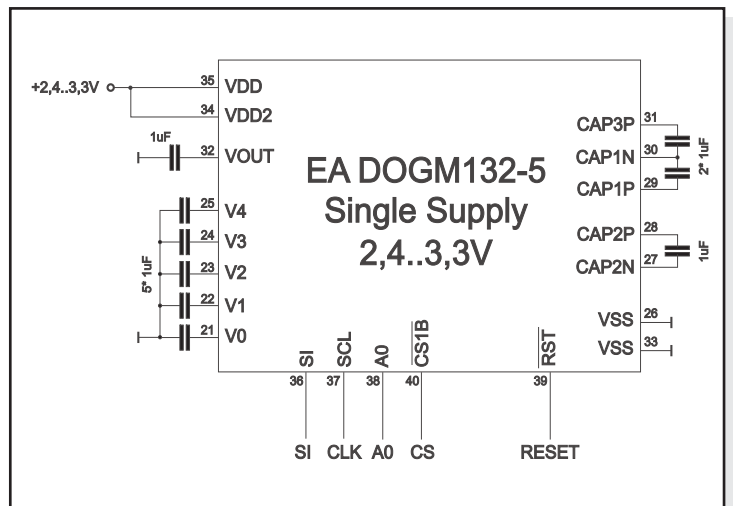 +2,4..3,3V
35 VDD
34 VDD2
1uF
32 VOUT
25 V4
24 V3
23 V2
22 V1
21 V0
5* 1uF
EA DOGM132-5
Single Supply
2,4..3,3V
CAP3P 31
CAP1N 30
CAP1P 29
2* 1uF
CAP2P 28
CAP2N 27
1uF
VSS 26
VSS 33
SI SCL A0 CS1B RST
36 37 38 40 39
SI CLK A0 CS RESET